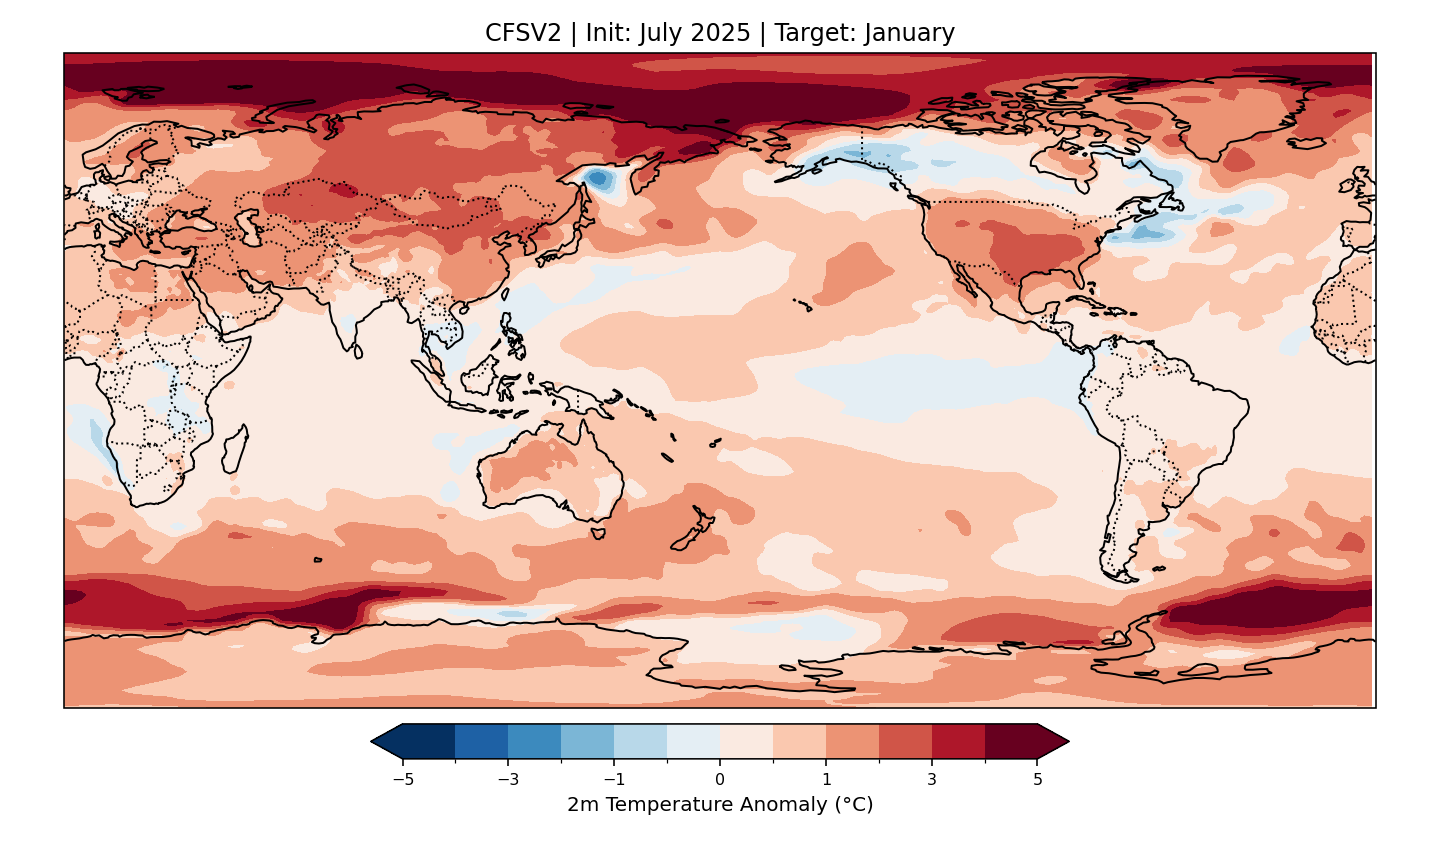 CFSV2 | Init: July 2025 | Target: January
−5 −3 −1 0 1 3 5
2m Temperature Anomaly (°C)